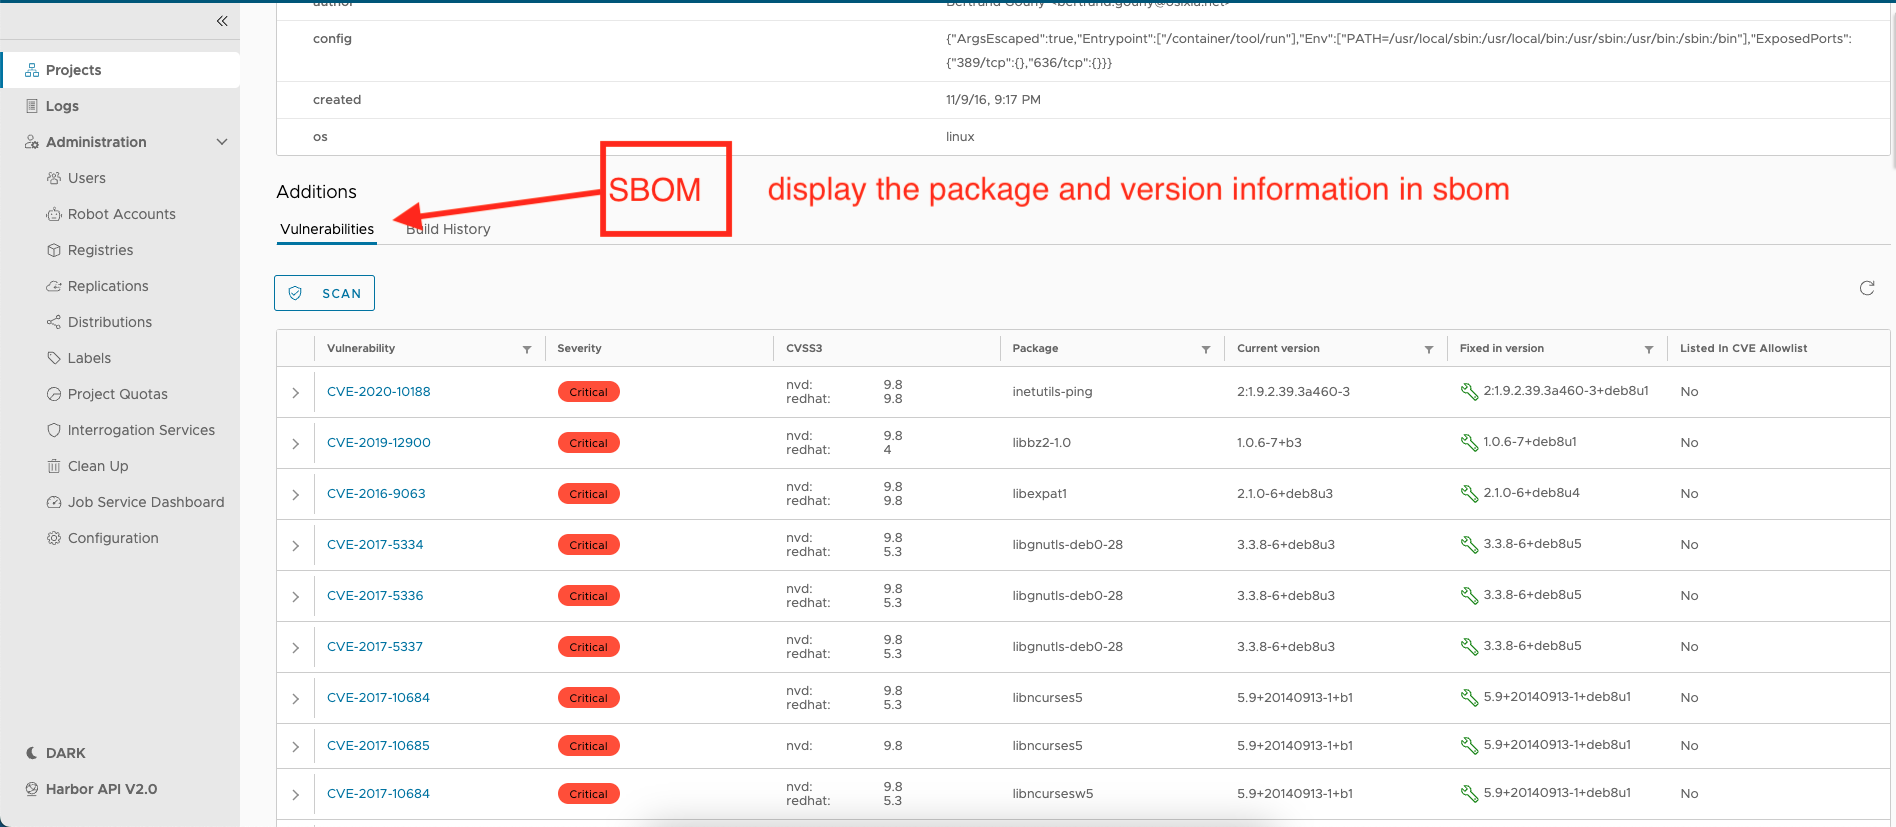 author
Bertrand Gouny <bertrand.gouny@osixia.net>
config
{"ArgsEscaped":true,"Entrypoint":["/container/tool/run"],"Env":["PATH=/usr/local/sbin:/usr/local/bin:/usr/sbin:/usr/bin:/sbin:/bin"],"ExposedPorts":
{"389/tcp":{},"636/tcp":{}}}
created
11/9/16, 9:17 PM
os
linux
Projects
Logs
Administration
Users
Robot Accounts
Registries
Replications
Distributions
Labels
Project Quotas
Interrogation Services
Clean Up
Job Service Dashboard
Configuration
DARK
Harbor API V2.0
SBOM
display the package and version information in sbom
Additions
Vulnerabilities
Build History
SCAN
Vulnerability Severity CVSS3 Package Current version Fixed in version Listed In CVE Allowlist
CVE-2020-10188 Critical nvd: 9.8 inetutils-ping 2:1.9.2.39.3a460-3 2:1.9.2.39.3a460-3+deb8u1 No
redhat: 9.8
CVE-2019-12900 Critical nvd: 9.8 libbz2-1.0 1.0.6-7+b3 1.0.6-7+deb8u1 No
redhat: 4
CVE-2016-9063 Critical nvd: 9.8 libexpat1 2.1.0-6+deb8u3 2.1.0-6+deb8u4 No
redhat: 9.8
CVE-2017-5334 Critical nvd: 9.8 libgnutls-deb0-28 3.3.8-6+deb8u3 3.3.8-6+deb8u5 No
redhat: 5.3
CVE-2017-5336 Critical nvd: 9.8 libgnutls-deb0-28 3.3.8-6+deb8u3 3.3.8-6+deb8u5 No
redhat: 5.3
CVE-2017-5337 Critical nvd: 9.8 libgnutls-deb0-28 3.3.8-6+deb8u3 3.3.8-6+deb8u5 No
redhat: 5.3
CVE-2017-10684 Critical nvd: 9.8 libncurses5 5.9+20140913-1+b1 5.9+20140913-1+deb8u1 No
redhat: 5.3
CVE-2017-10685 Critical nvd: 9.8 libncurses5 5.9+20140913-1+b1 5.9+20140913-1+deb8u1 No
CVE-2017-10684 Critical nvd: 9.8 libncursesw5 5.9+20140913-1+b1 5.9+20140913-1+deb8u1 No
redhat: 5.3